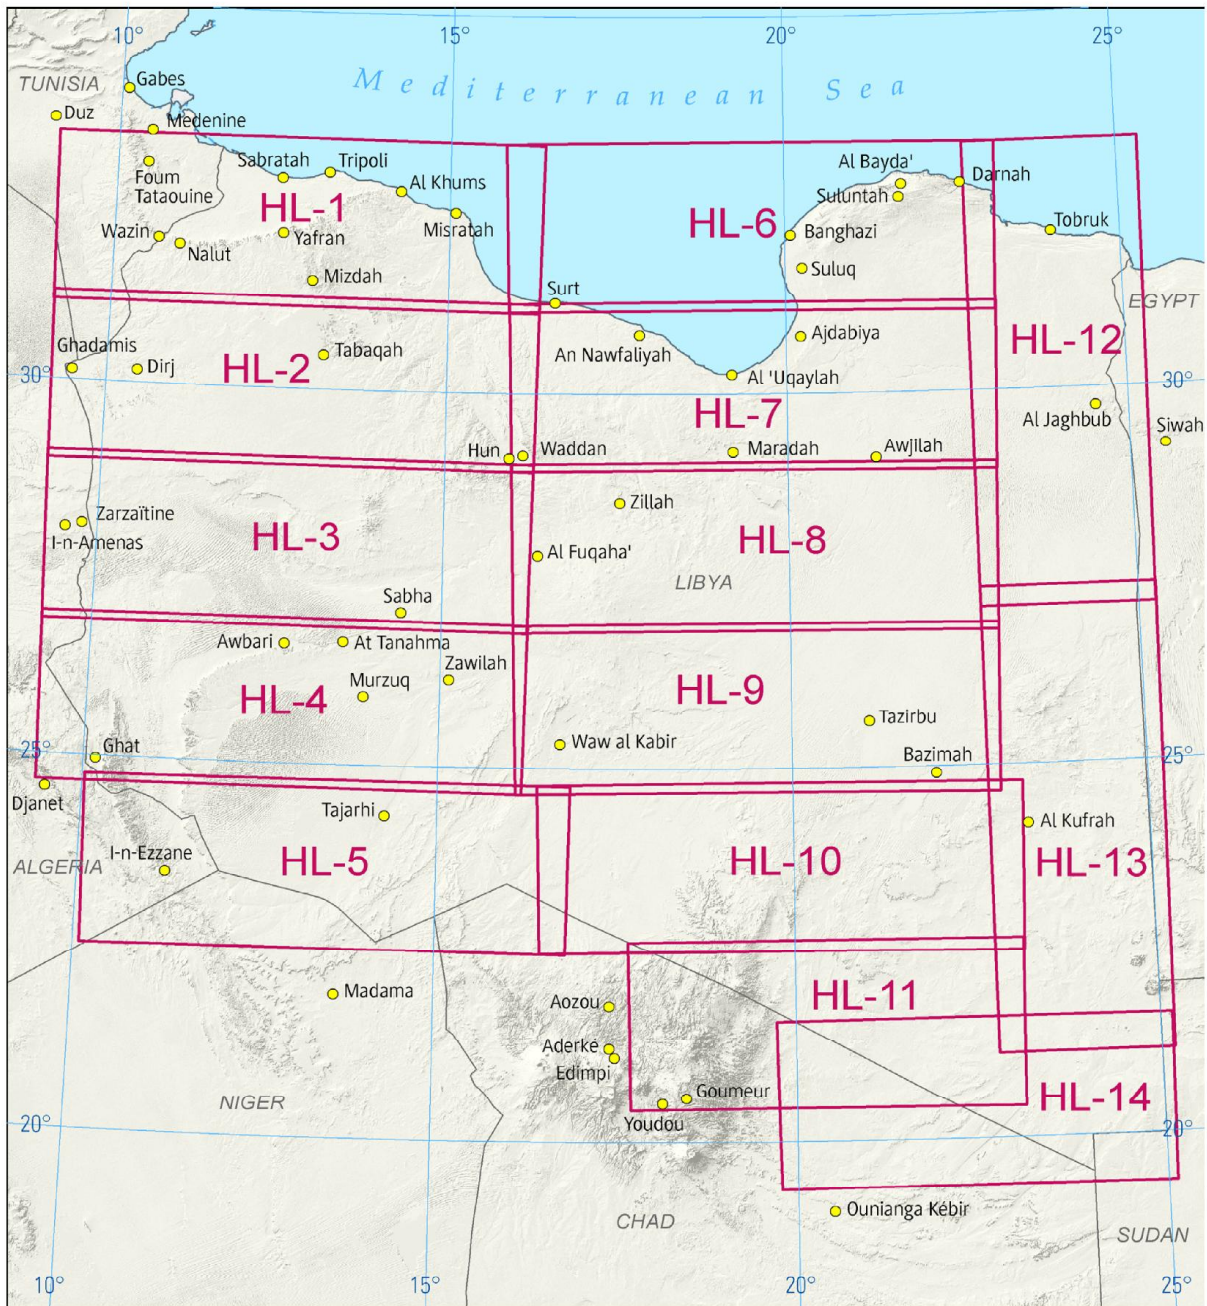 10°
15°
20°
25°
TUNISIA
Gabes
Mediterranean Sea
Duz
Medenine
Foum
Tataouine
Sabratah
Tripoli
Al Khums
HL-1
Misratah
Wazin
Nalut
Yafran
Mizdah
Al Bayda'
Darnah
Suluntah
HL-6
Banghazi
Tobruk
Suluq
Surt
EGYPT
Ghadamis
Dirj
HL-2
Tabaqah
An Nawfaliyah
Ajdabiya
HL-12
30°
Al 'Uqaylah
30°
HL-7
Al Jaghbub
Siwah
Hun
Waddan
Maradah
Awjilah
Zarzaïtine
I-n-Amenas
HL-3
Zillah
HL-8
Al Fuqaha'
LIBYA
Sabha
Awbari
At Tanahma
Zawilah
HL-4
Murzuq
HL-9
Tazirbu
Ghat
25°
Waw al Kabir
Bazimah
25°
Djanet
Tajarhi
Al Kufrah
I-n-Ezzane
ALGERIA
HL-5
HL-10
HL-13
Madama
Aozou
HL-11
Aderké
Edimpi
NIGER
Goumeur
Youdou
HL-14
20°
20°
CHAD
Ounianga Kébir
SUDAN
10°
15°
20°
25°